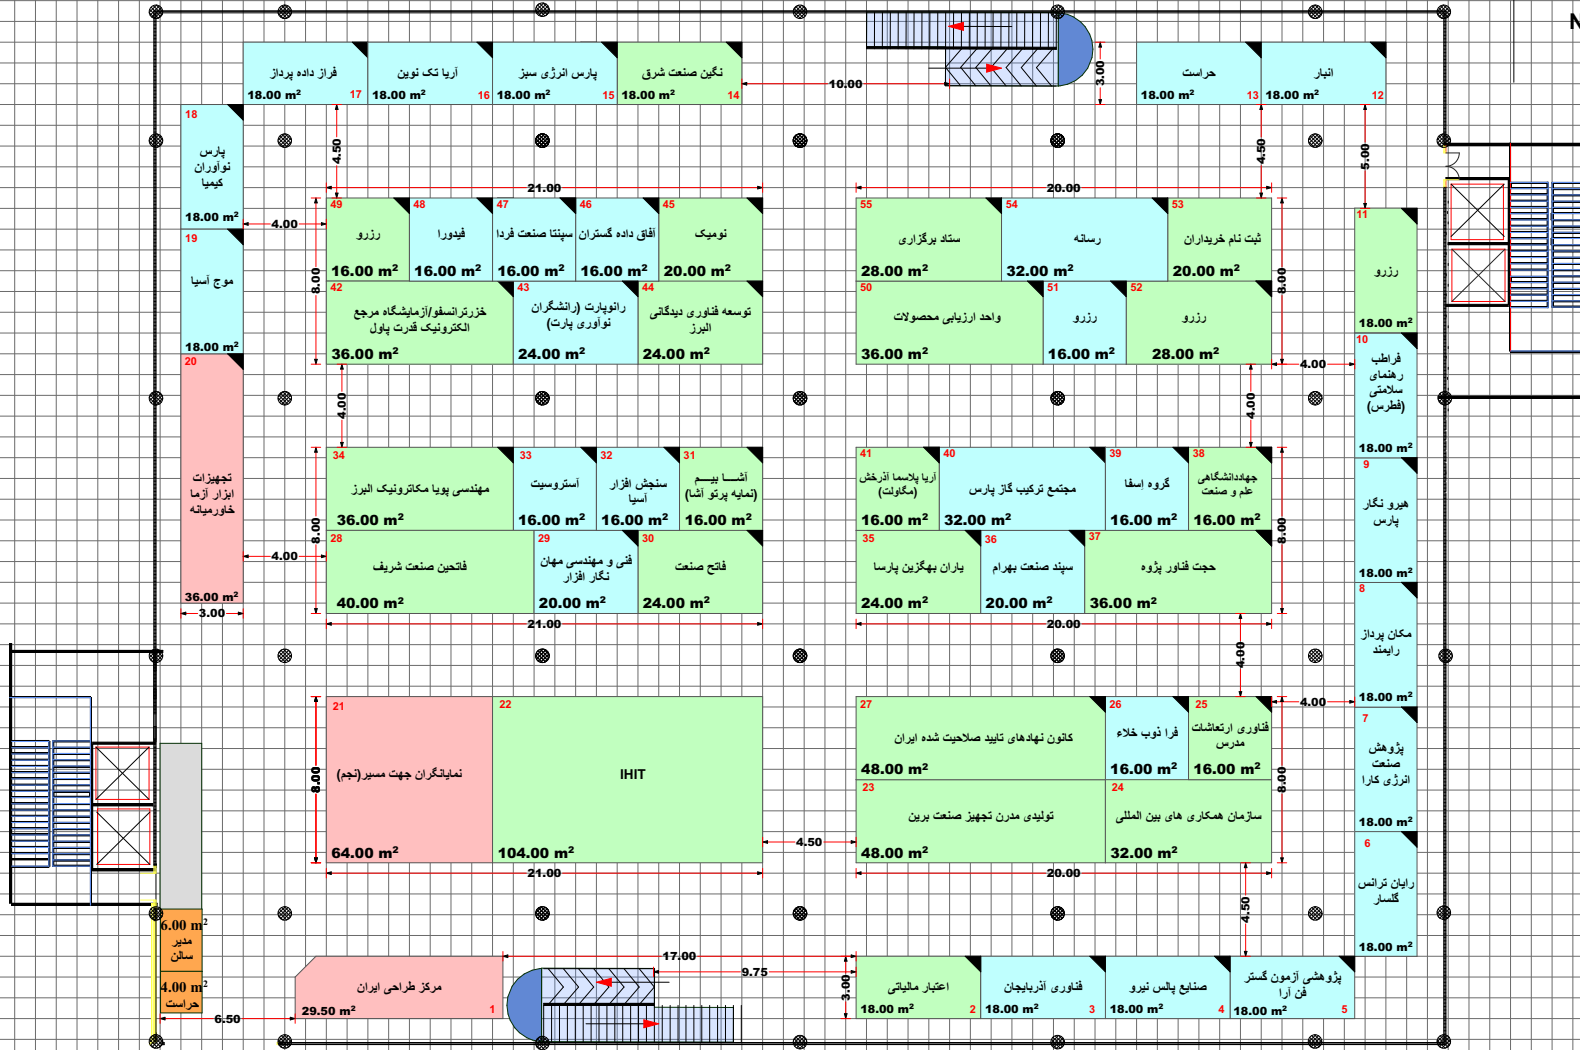 N
فراز داده پرداز
18.00 m²
17
آریا تک نوین
18.00 m²
16
پارس انرژی سبز
18.00 m²
15
نگین صنعت شرق
18.00 m²
14
10.00
3.00
حراست
18.00 m²
13
انبار
18.00 m²
12
18
پارس
نوآوران
کیمیا
18.00 m²
4.50
4.50
5.00
21.00
20.00
19
موج آسیا
18.00 m²
4.00
8.00
49
رزرو
16.00 m²
48
فیدورا
16.00 m²
47
سپنتا صنعت فردا
16.00 m²
46
آفاق داده گستران
16.00 m²
45
نومیک
20.00 m²
55
ستاد برگزاری
28.00 m²
54
رسانه
32.00 m²
53
ثبت نام خریداران
20.00 m²
8.00
11
رزرو
18.00 m²
42
خزرترانسفو/آزمایشگاه مرجع
الکترونیک قدرت پاول
36.00 m²
43
رانوپارت (رانشگران
نوآوری پارت)
24.00 m²
44
توسعه فناوری دیدگانی
البرز
24.00 m²
50
واحد ارزیابی محصولات
36.00 m²
51
رزرو
16.00 m²
52
رزرو
28.00 m²
4.00
10
فراطب
رهنمای
سلامتی
(فطرس)
18.00 m²
20
تجهیزات
ابزار آزما
خاورمیانه
36.00 m²
3.00
4.00
4.00
4.00
8.00
34
مهندسی پویا مکاترونیک البرز
36.00 m²
33
آستروسیت
16.00 m²
32
سنجش افزار
آسیا
16.00 m²
31
آشـــا بیـــم
(نمایه پرتو آشا)
16.00 m²
41
آریا پلاسما آذرخش
(مگاولت)
16.00 m²
40
مجتمع ترکیب گاز پارس
32.00 m²
39
گروه اسفا
16.00 m²
38
جهاددانشگاهی
علم و صنعت
16.00 m²
8.00
9
هیرو نگار
پارس
18.00 m²
28
فاتحین صنعت شریف
40.00 m²
29
فنی و مهندسی مهان
نگار افزار
20.00 m²
30
فاتح صنعت
24.00 m²
35
یاران بهگزین پارسا
24.00 m²
36
سپند صنعت بهرام
20.00 m²
37
حجت فناور پژوه
36.00 m²
21.00
20.00
4.00
8
مکان پرداز
رایمند
18.00 m²
8.00
21
نمایانگران جهت مسیر(نجم)
64.00 m²
22
IHIT
104.00 m²
27
کانون نهادهای تایید صلاحیت شده ایران
48.00 m²
26
فرا ذوب خلاء
16.00 m²
25
فناوری ارتعاشات
مدرس
16.00 m²
4.00
8.00
7
پژوهش
صنعت
انرژی کارا
18.00 m²
23
تولیدی مدرن تجهیز صنعت برین
48.00 m²
24
سازمان همکاری های بین المللی
32.00 m²
4.50
21.00
20.00
6
رایان ترانس
گلسار
18.00 m²
4.50
6.00 m²
مدیر
سالن
4.00 m²
حراست
6.50
مرکز طراحی ایران
29.50 m²
1
17.00
9.75
3.00
اعتبار مالیاتی
18.00 m²
2
فناوری آذربایجان
18.00 m²
3
صنایع پالس نیرو
18.00 m²
4
پژوهشی آزمون گستر
فن آرا
18.00 m²
5